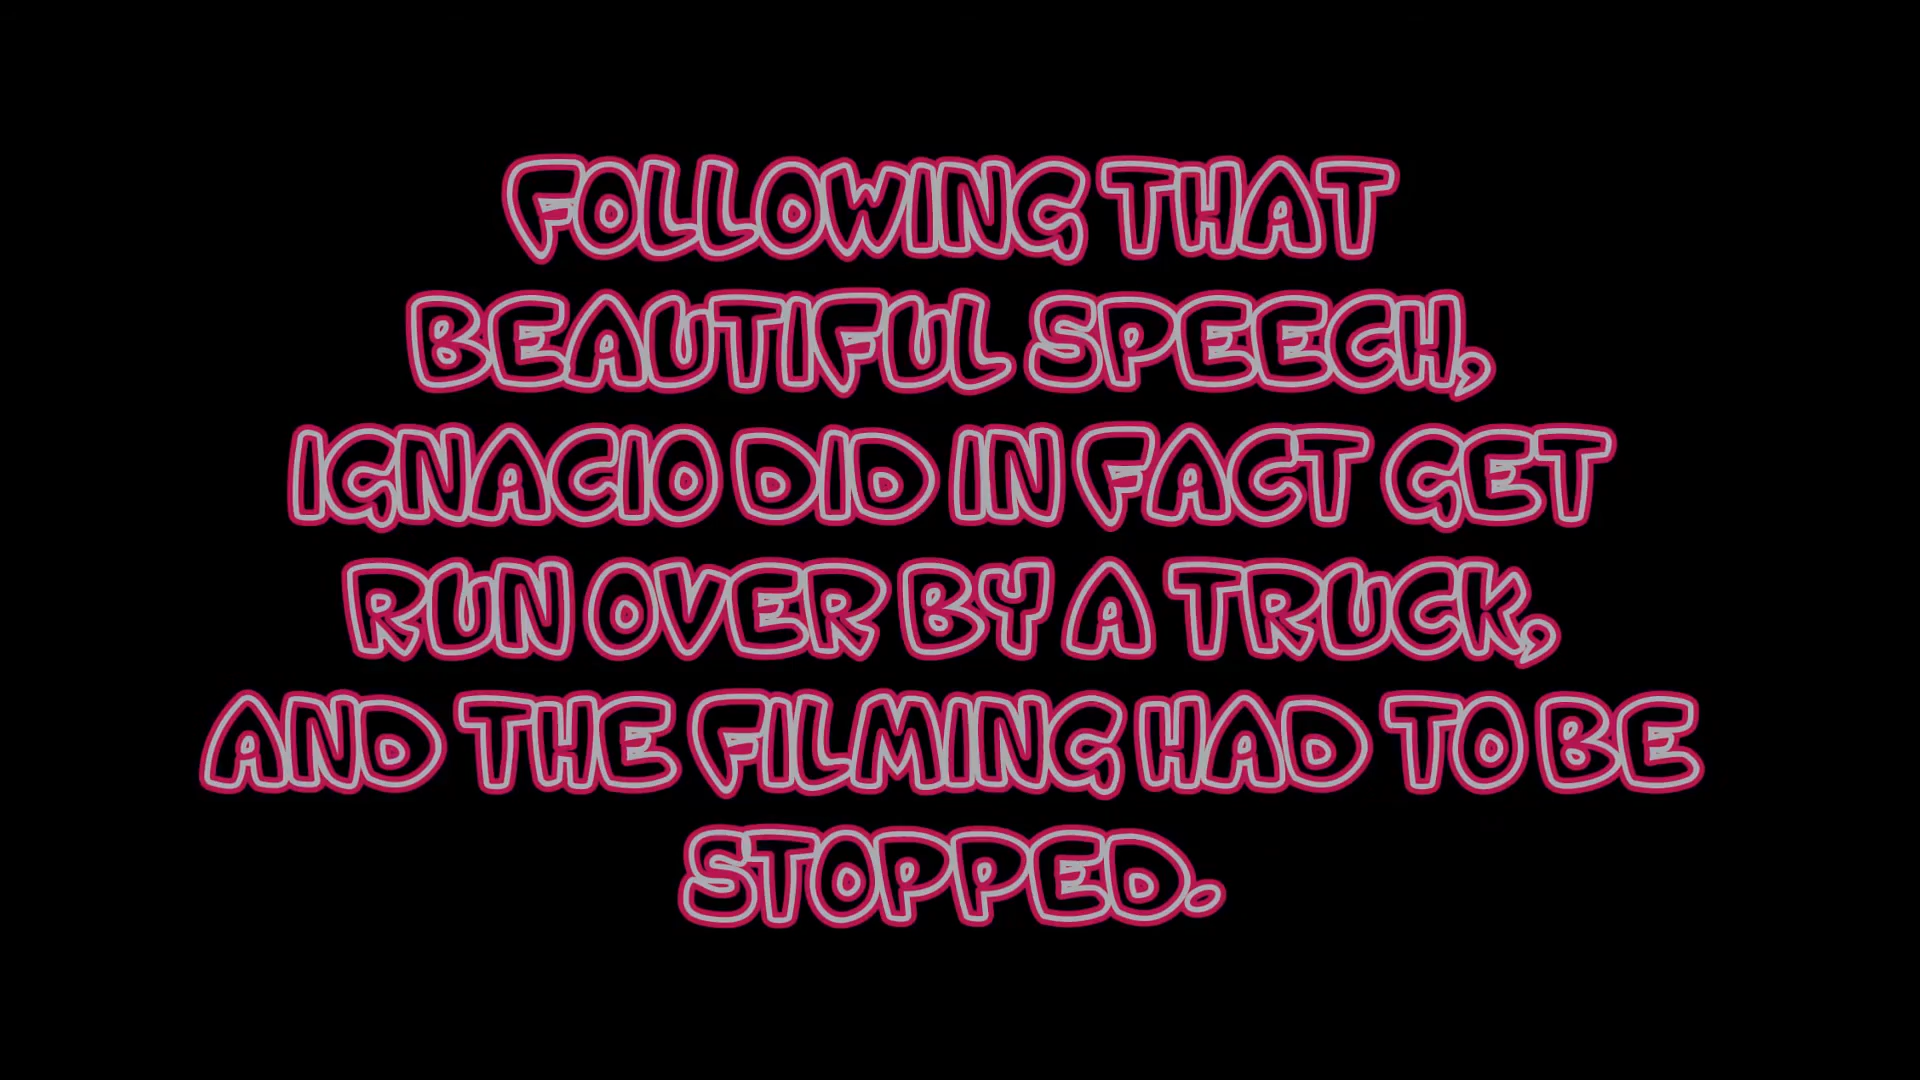 FOLLOWING THAT
BEAUTIFUL SPEECH,
IGNACIO DID IN FACT GET
RUN OVER BY A TRUCK,
AND THE FILMING HAD TO BE
STOPPED.